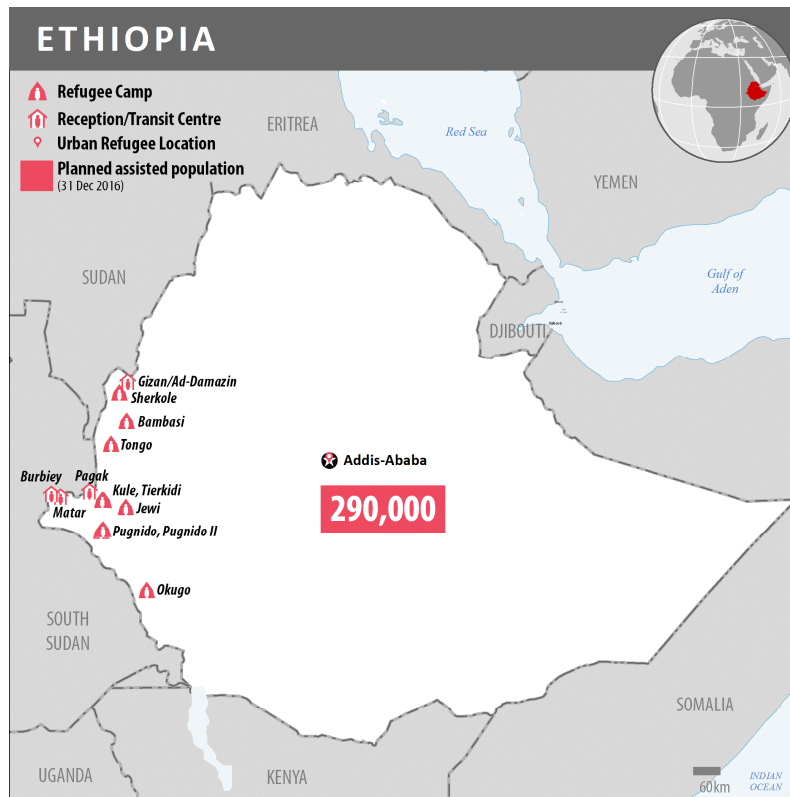 ETHIOPIA
Refugee Camp
Reception/Transit Centre
Urban Refugee Location
Planned assisted population
(31 Dec 2016)
ERITREA
Red Sea
YEMEN
SUDAN
Gulf of
Aden
DJIBOUTI
Djibouti
Gizan/Ad-Damazin
Sherkole
Bambasi
Tongo
Addis-Ababa
Burbiey
Pagak
Kule, Tierkidi
Matar
Jewi
290,000
Pugnido, Pugnido II
Okugo
SOUTH
SUDAN
SOMALIA
UGANDA
KENYA
60km
INDIAN
OCEAN